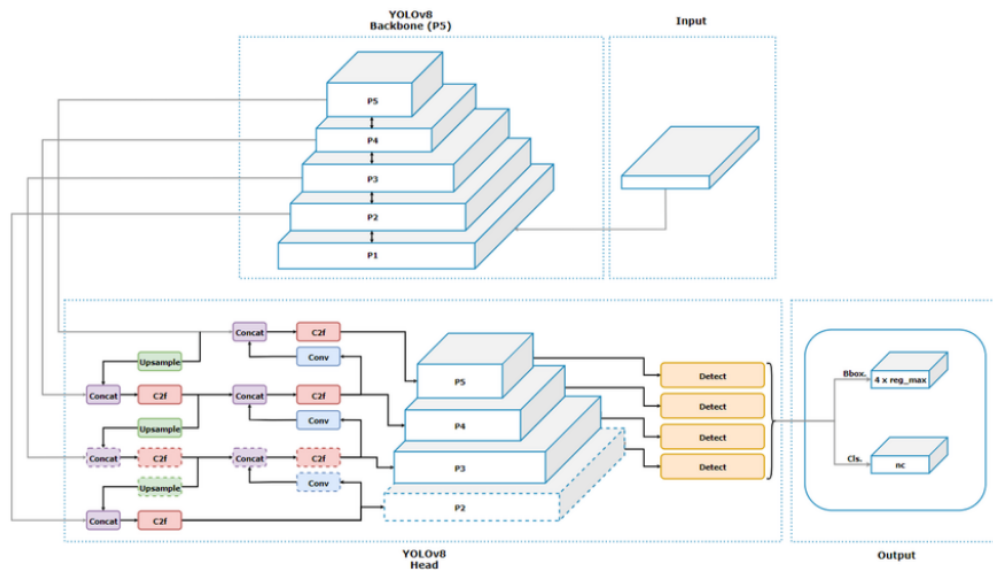 YOLOv8
Backbone (P5)
Input
P5
P4
P3
P2
P1
Concat
C2f
Upsample
Conv
P5
Detect
Bbox.
4 x reg_max
Concat
C2f
Concat
C2f
Detect
P4
Upsample
Conv
Detect
Concat
C2f
Concat
C2f
P3
Detect
Cls.
nc
Upsample
Conv
P2
Concat
C2f
YOLOv8
Head
Output